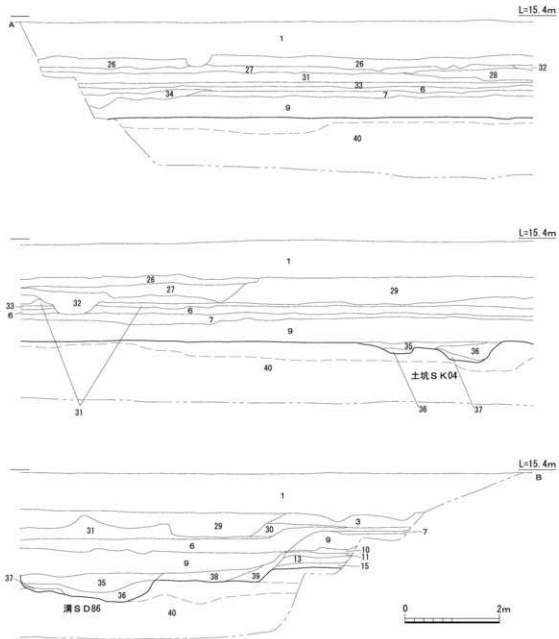 L=15.4m
A
1
26 26
27 32
31 28
33
34 6
7
9
40
L=15.4m
1
26
27 29
33 32
6 6
7
9
35 36
40
土坑SK04
36 37
31
L=15.4m
B
1
29 3
31 30 7
6 9
10
9 13 11
15
37 35 38 39
36
溝SD86 40
0 2m